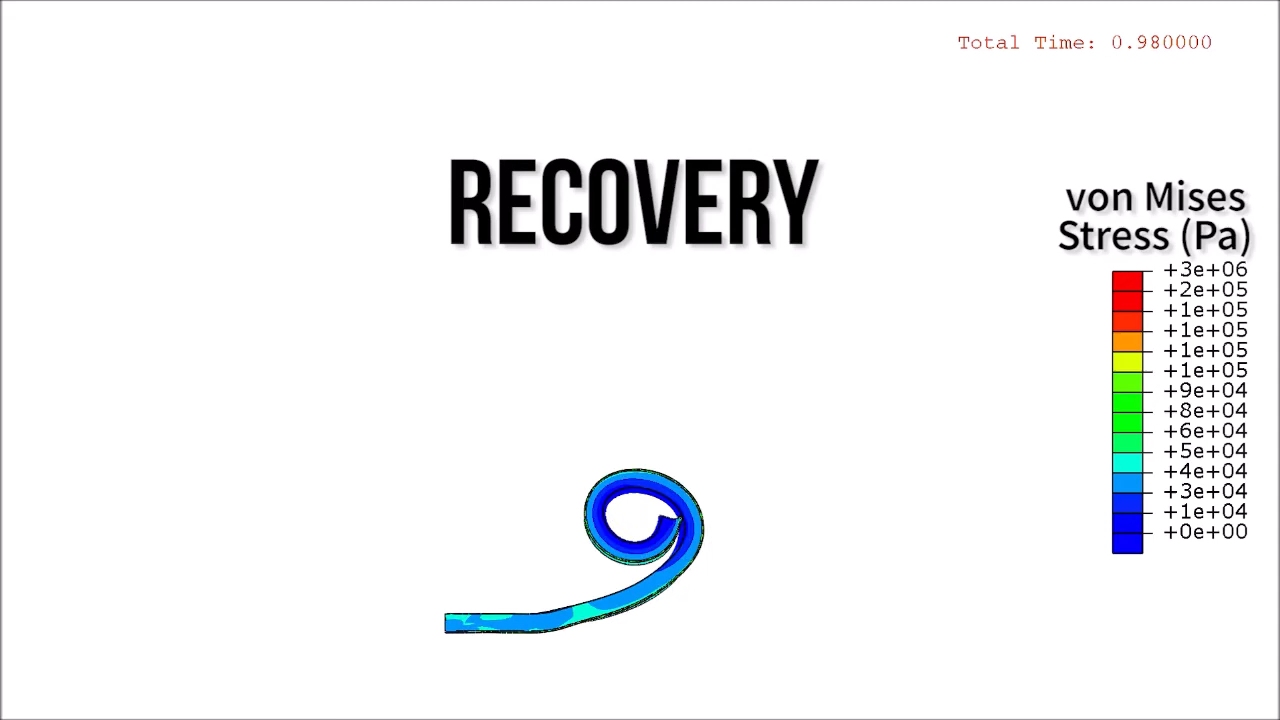 Total Time: 0.980000
RECOVERY
von Mises
Stress (Pa)
+3e+06
+2e+05
+1e+05
+1e+05
+1e+05
+1e+05
+9e+04
+8e+04
+6e+04
+5e+04
+4e+04
+3e+04
+1e+04
+0e+00